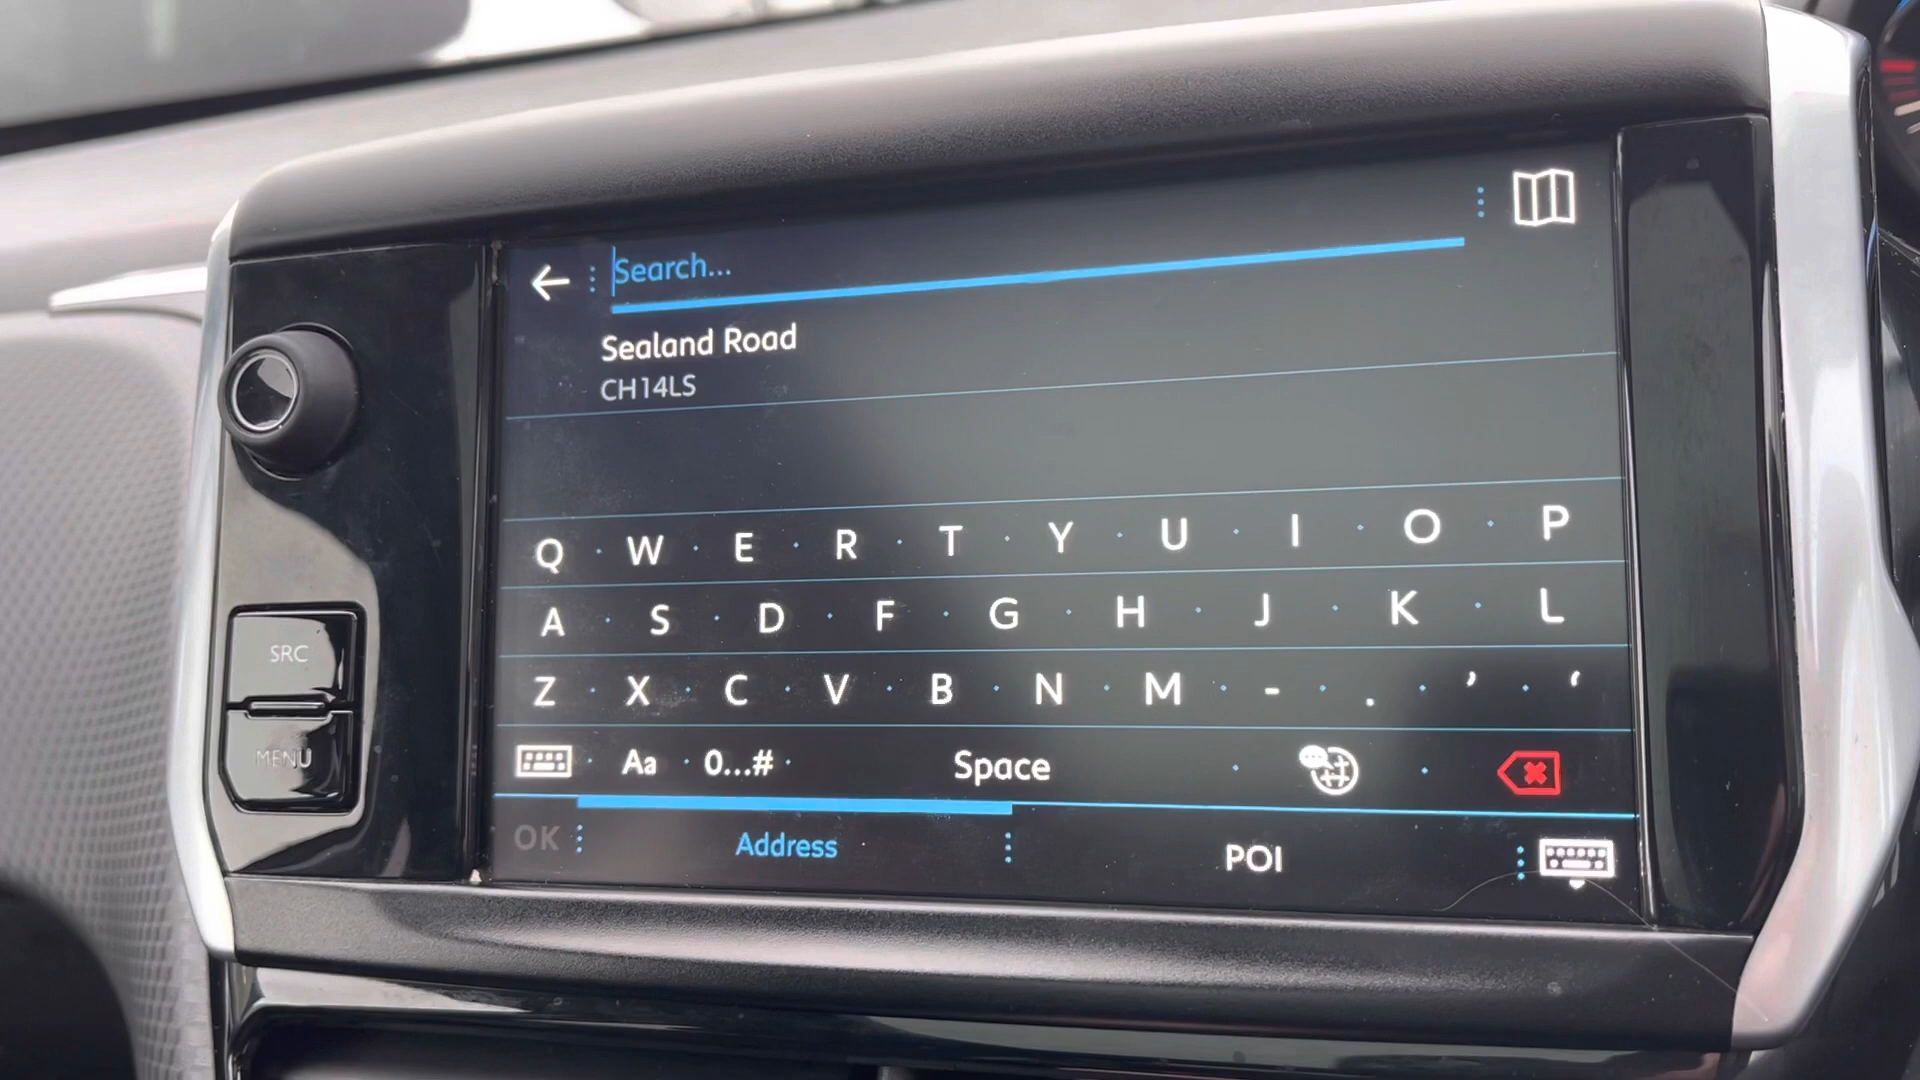 Search...
Sealand Road
CH14LS
Q W E R T Y U I O P
A S D F G H J K L
Z X C V B N M - . ’ ‘
Aa 0...# Space
OK Address POI
SRC
MENU